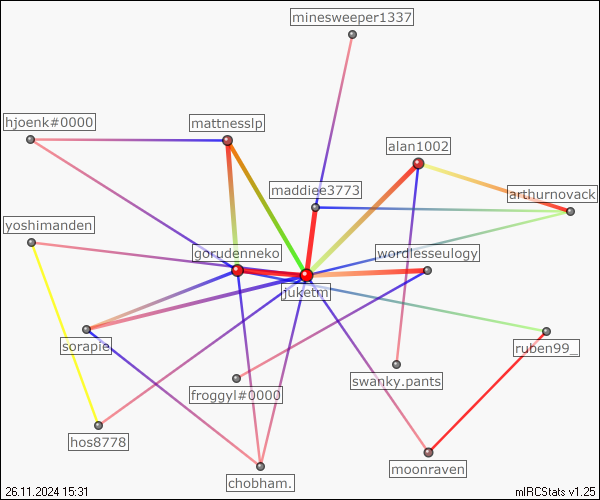 minesweeper1337
hjoenk#0000
mattnesslp
alan1002
maddiee3773
arthurnovack
yoshimanden
gorudenneko
wordlesseulogy
juketm
sorapie
ruben99_
swanky.pants
froggyl#0000
hos8778
moonraven
chobham.
26.11.2024 15:31
mIRCStats v1.25